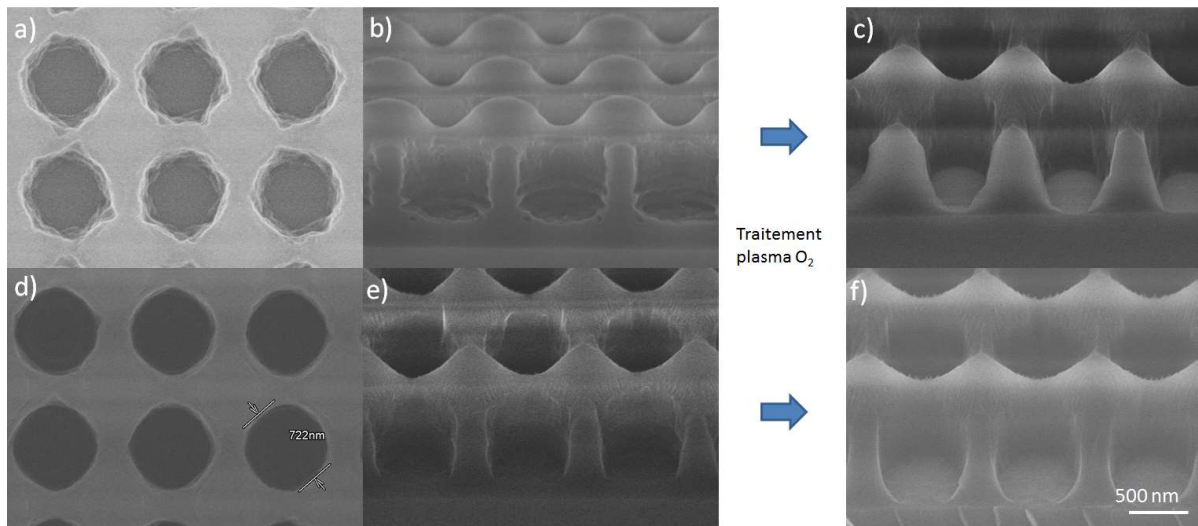 a)
b)
c)
Traitement
plasma O₂
d)
722nm
e)
f)
500 nm